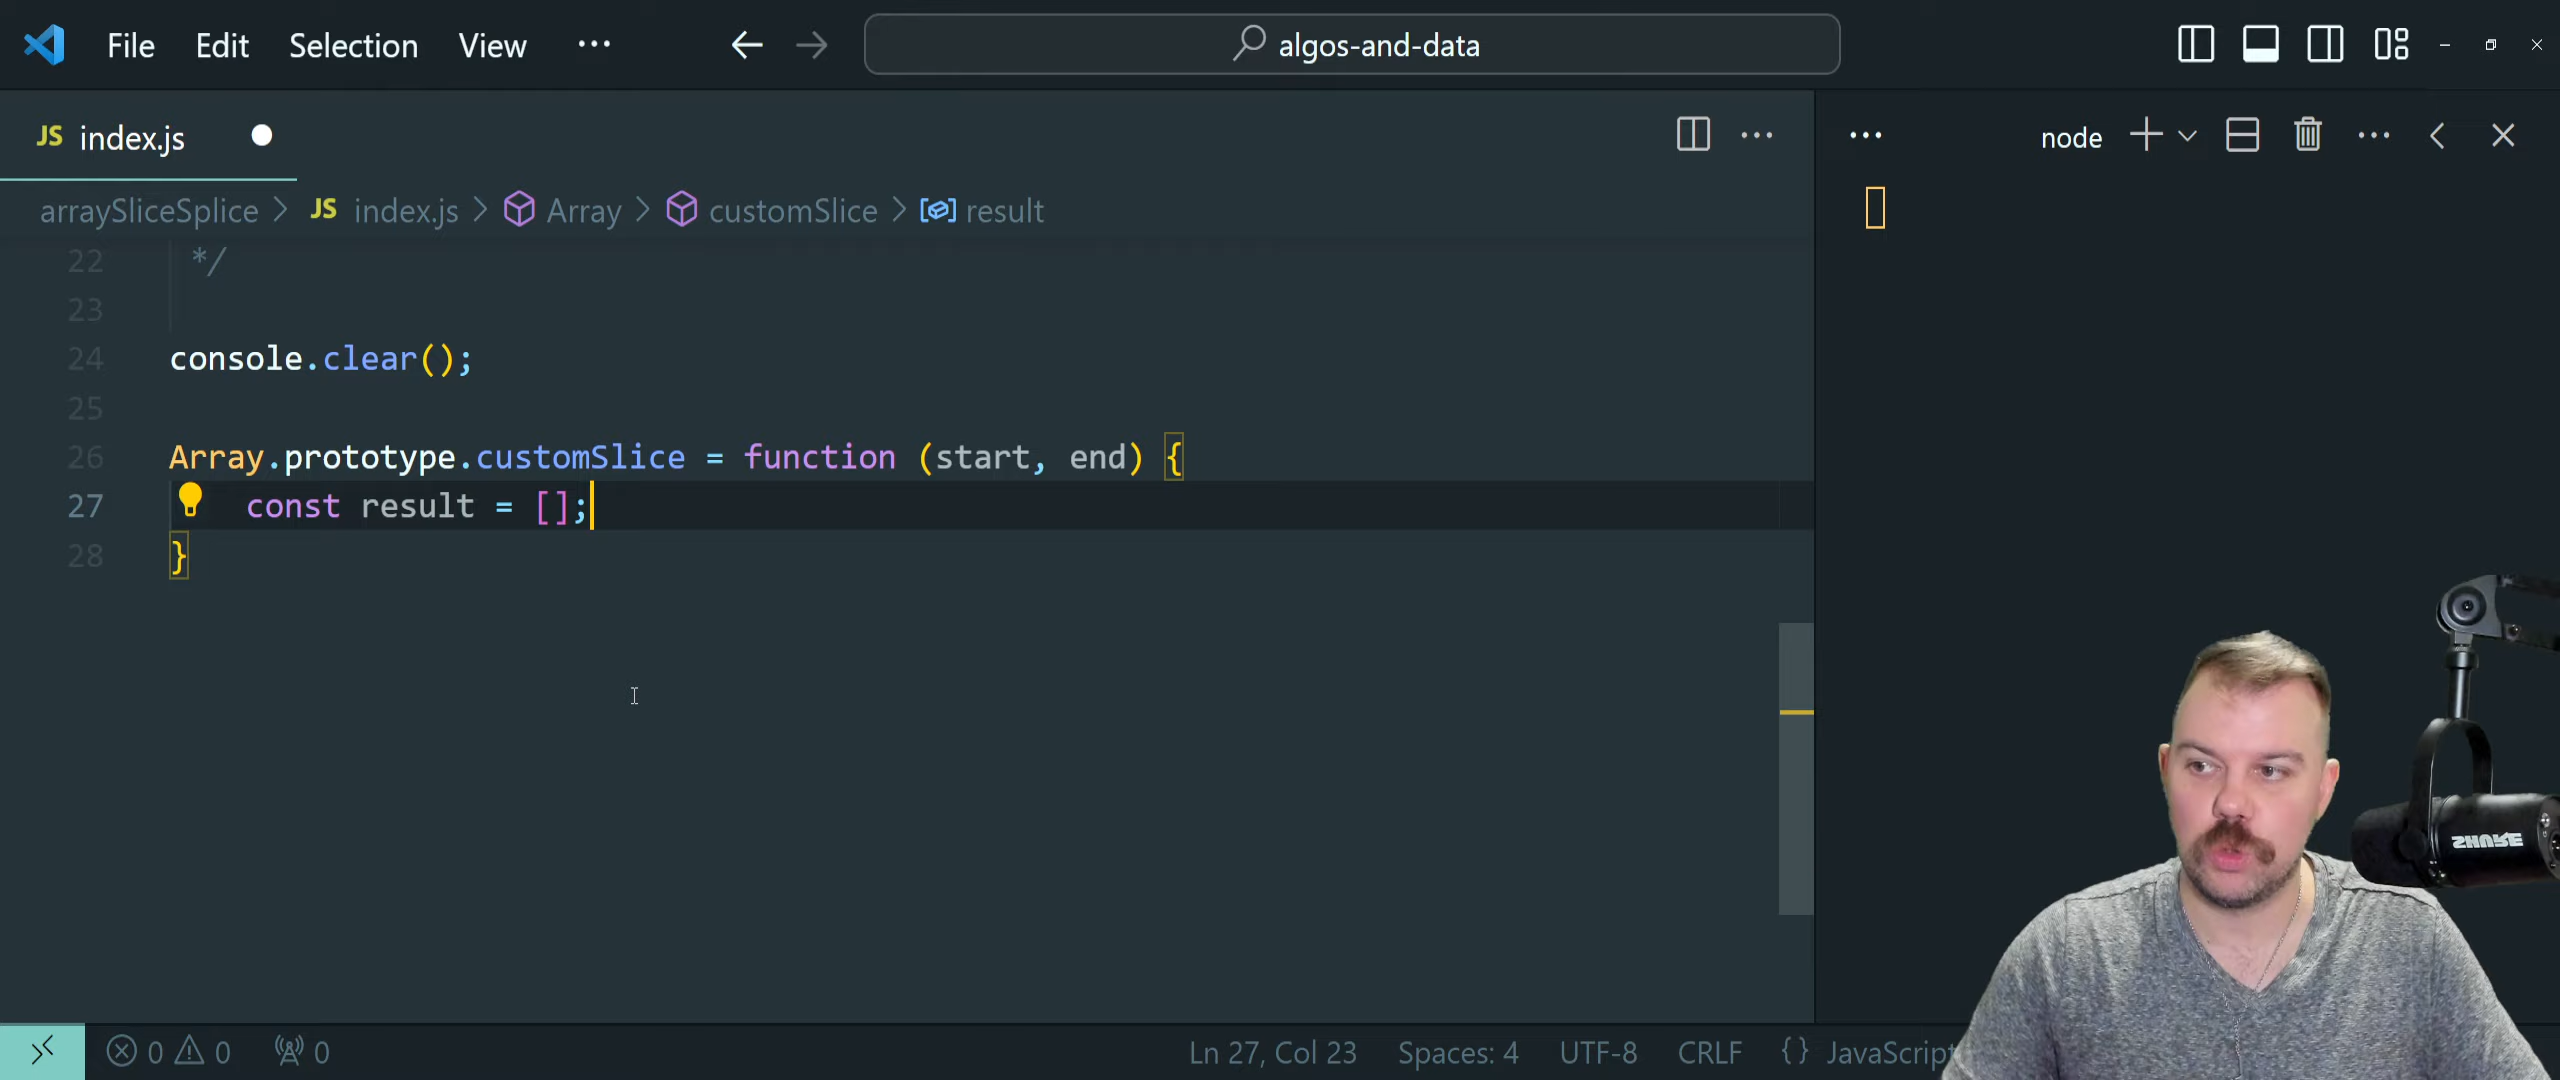 File Edit Selection View ··· algos-and-data
JS index.js ··· ··· node ···
arraySliceSplice > JS index.js > Array > customSlice > result
22 */
23
24 console.clear();
25
26 Array.prototype.customSlice = function (start, end) {
27 const result = [];
28 }
SHURE
0 0 0 Ln 27, Col 23 Spaces: 4 UTF-8 CRLF {} JavaScript